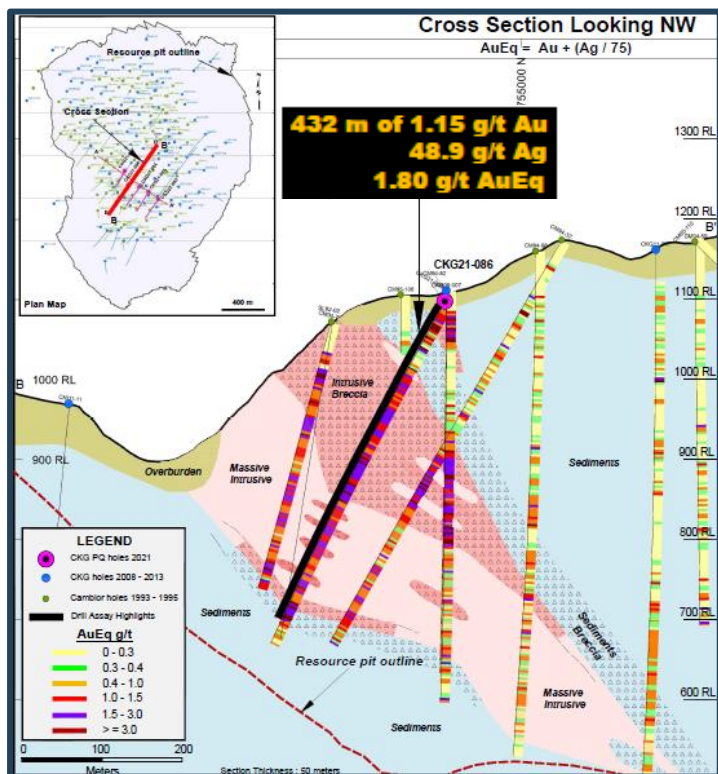 Cross Section Looking NW
AuEq = Au + (Ag / 75)
Resource pit outline
Cross Section
B'
B
Plan Map
400 m
755000 N
432 m of 1.15 g/t Au
48.9 g/t Ag
1.80 g/t AuEq
1300 RL
1200 RL
B'
CKG21-086
1100 RL
B
1000 RL
1000 RL
Intrusive
Breccia
900 RL
900 RL
Overburden
Massive
Intrusive
Sediments
800 RL
LEGEND
CKG PQ holes 2021
CKG holes 2008 - 2013
Cambior holes 1993 - 1995
Drill Assay Highlights
AuEq g/t
0 - 0.3
0.3 - 0.4
0.4 - 1.0
1.0 - 1.5
1.5 - 3.0
> = 3.0
0
100
200
Meters
Sediments
700 RL
Sediments
Breccia
Resource pit outline
Massive
Intrusive
600 RL
Sediments
Section Thickness : 50 meters